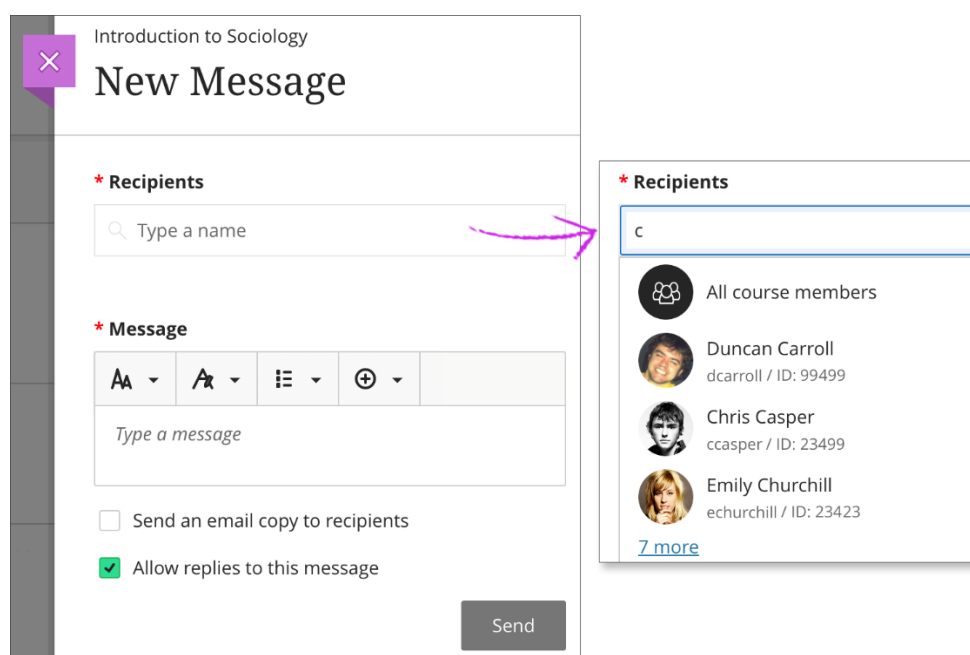 Introduction to Sociology
New Message
* Recipients
Type a name
* Message
Type a message
Send an email copy to recipients
Allow replies to this message
Send
* Recipients
c
All course members
Duncan Carroll
dcarroll / ID: 99499
Chris Casper
ccasper / ID: 23499
Emily Churchill
echurchill / ID: 23423
7 more